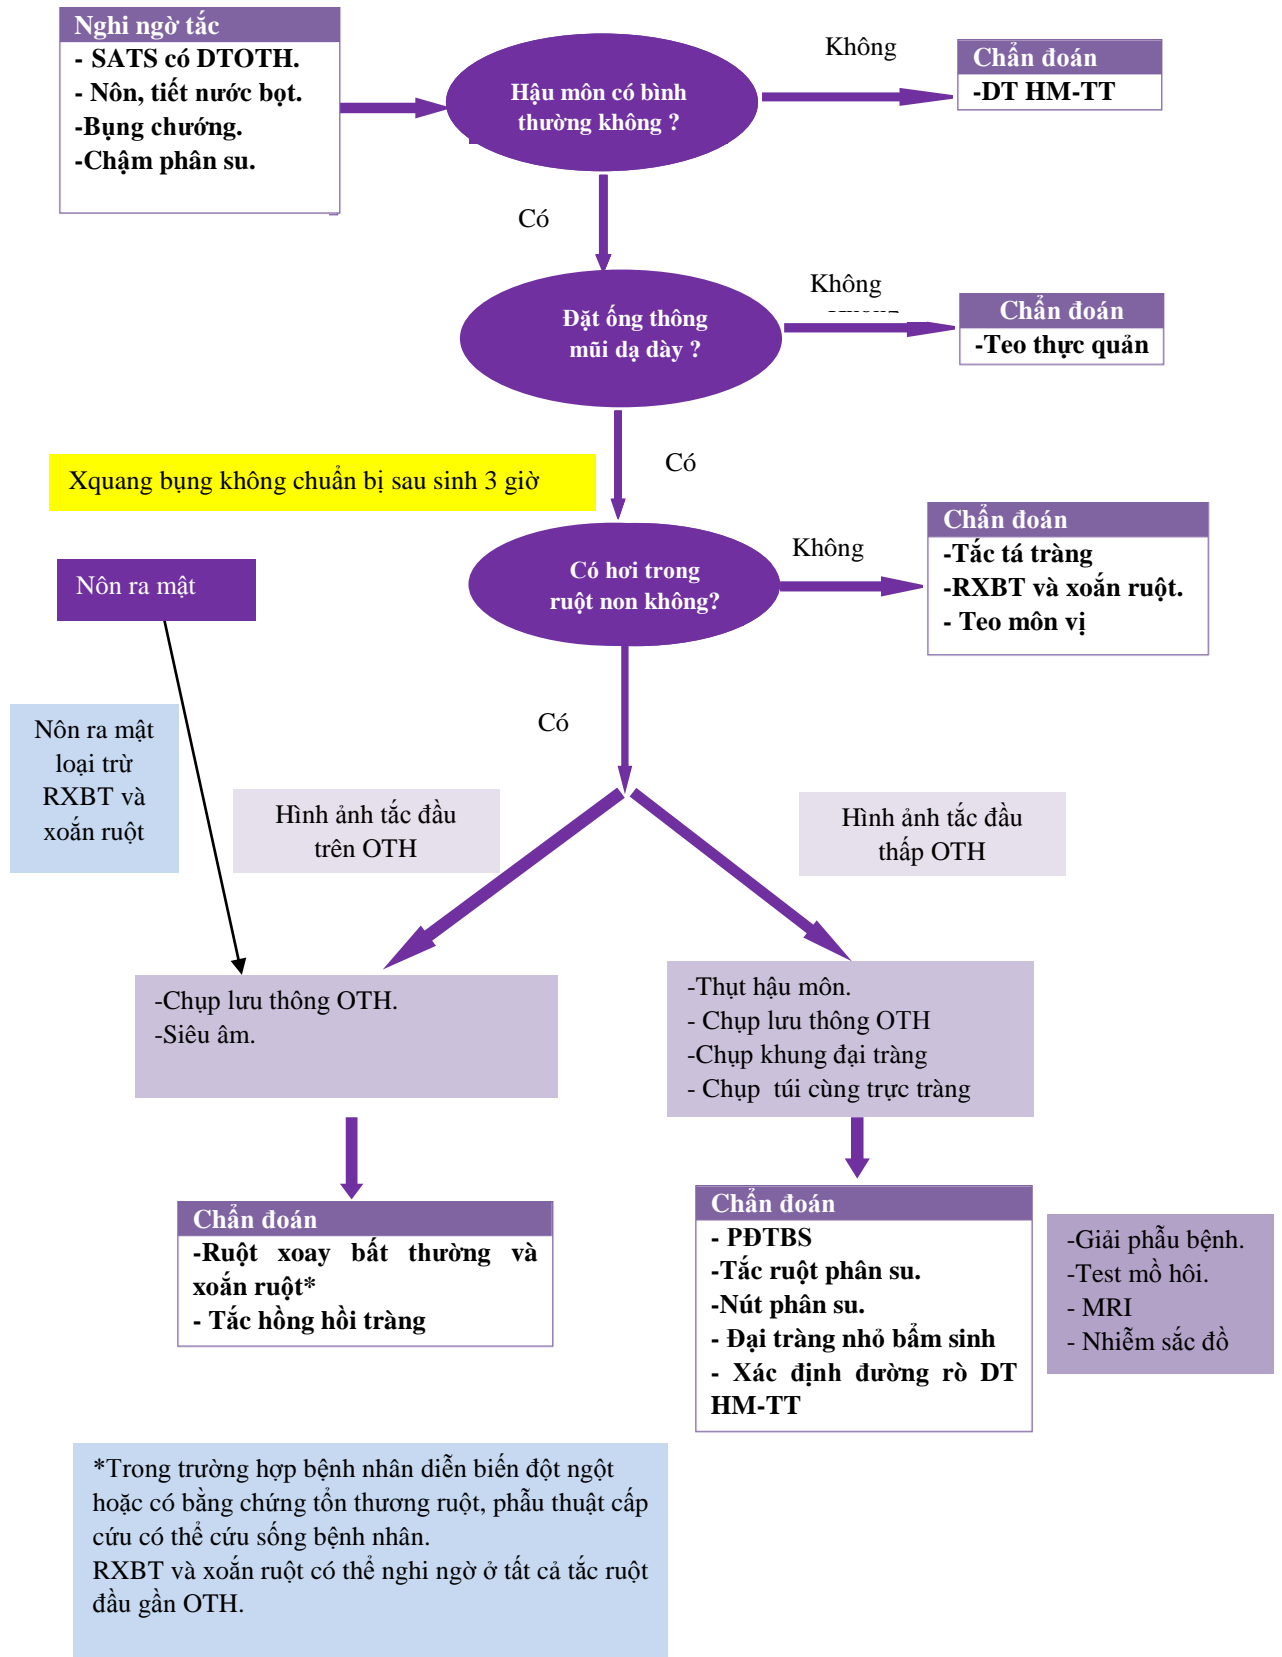 Nghi ngờ tắc
- SATS có DTOTH.
- Nôn, tiết nước bọt.
-Bụng chướng.
-Chậm phân su.
Hậu môn có bình
thường không ?
Không
Chẩn đoán
-DT HM-TT
Có
Đặt ống thông
mũi dạ dày ?
Không
Chẩn đoán
-Teo thực quản
Có
Xquang bụng không chuẩn bị sau sinh 3 giờ
Có hơi trong
ruột non không?
Không
Chẩn đoán
-Tắc tá tràng
-RXBT và xoắn ruột.
- Teo môn vị
Nôn ra mật
Nôn ra mật
loại trừ
RXBT và
xoắn ruột
Có
Hình ảnh tắc đầu
trên OTH
Hình ảnh tắc đầu
thấp OTH
-Chụp lưu thông OTH.
-Siêu âm.
-Thụt hậu môn.
- Chụp lưu thông OTH
-Chụp khung đại tràng
- Chụp túi cùng trực tràng
Chẩn đoán
-Ruột xoay bất thường và
xoắn ruột*
- Tắc hồng hồi tràng
Chẩn đoán
- PĐTBS
-Tắc ruột phân su.
-Nút phân su.
- Đại tràng nhỏ bẩm sinh
- Xác định đường rò DT
HM-TT
-Giải phẫu bệnh.
-Test mồ hôi.
- MRI
- Nhiễm sắc đồ
*Trong trường hợp bệnh nhân diễn biến đột ngột
hoặc có bằng chứng tổn thương ruột, phẫu thuật cấp
cứu có thể cứu sống bệnh nhân.
RXBT và xoắn ruột có thể nghi ngờ ở tất cả tắc ruột
đầu gần OTH.